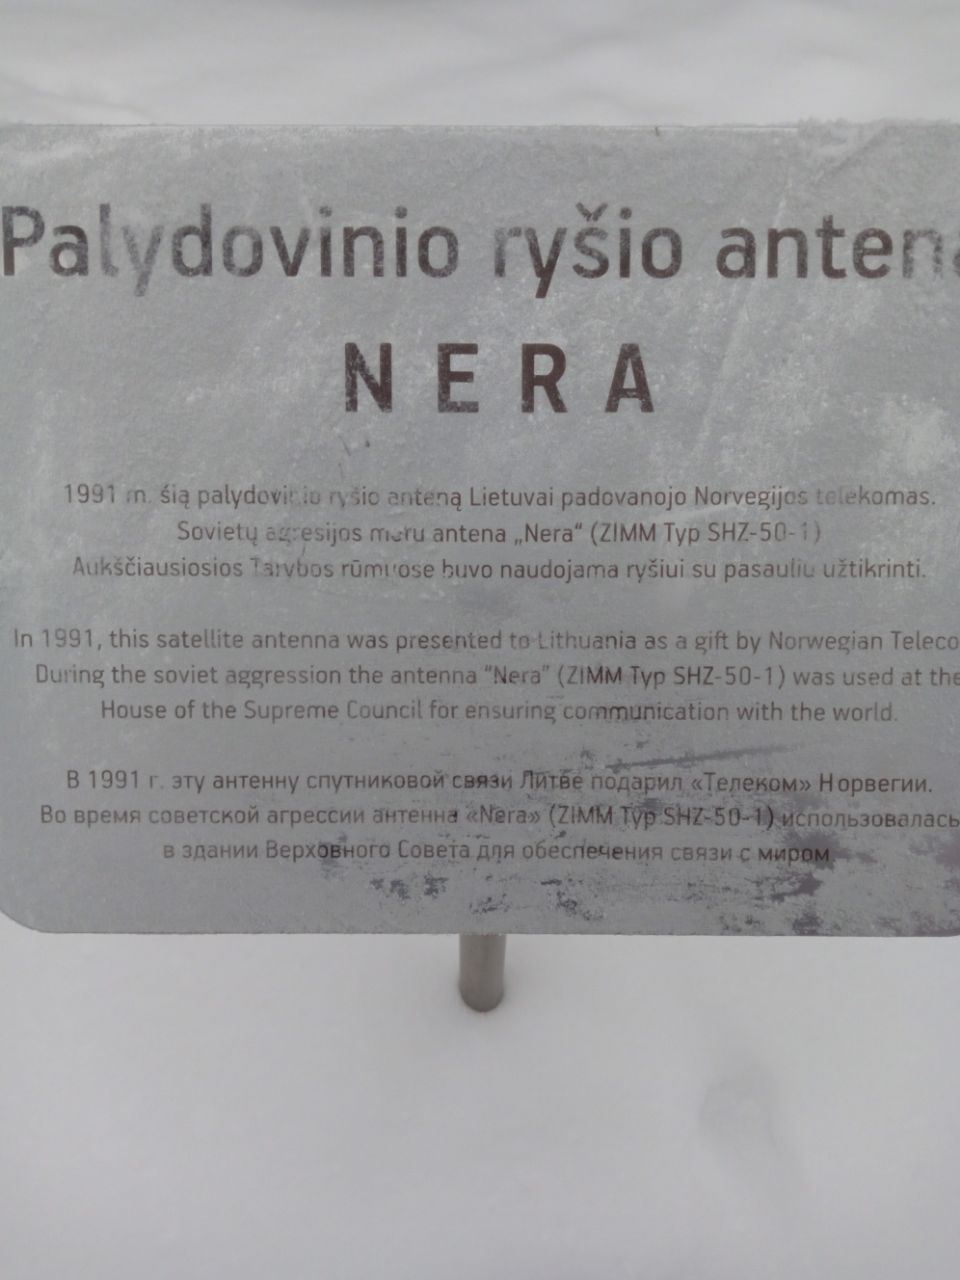 Palydovinio ryšio antena
NERA
1991 m. šią palydovinio ryšio anteną Lietuvai padovanojo Norvegijos telekomas.
Sovietų agresijos metu antena „Nera“ (ZIMM Typ SHZ-50-1)
Aukščiausiosios Tarybos rūmuose buvo naudojama ryšiui su pasauliu užtikrinti.
In 1991, this satellite antenna was presented to Lithuania as a gift by Norwegian Teleco
During the soviet aggression the antenna “Nera” (ZIMM Typ SHZ-50-1) was used at the
House of the Supreme Council for ensuring communication with the world.
В 1991 г. эту антенну спутниковой связи Литве подарил «Телеком» Норвегии.
Во время советской агрессии антенна «Nera» (ZIMM Typ SHZ-50-1) использовалась
в здании Верховного Совета для обеспечения связи с миром.